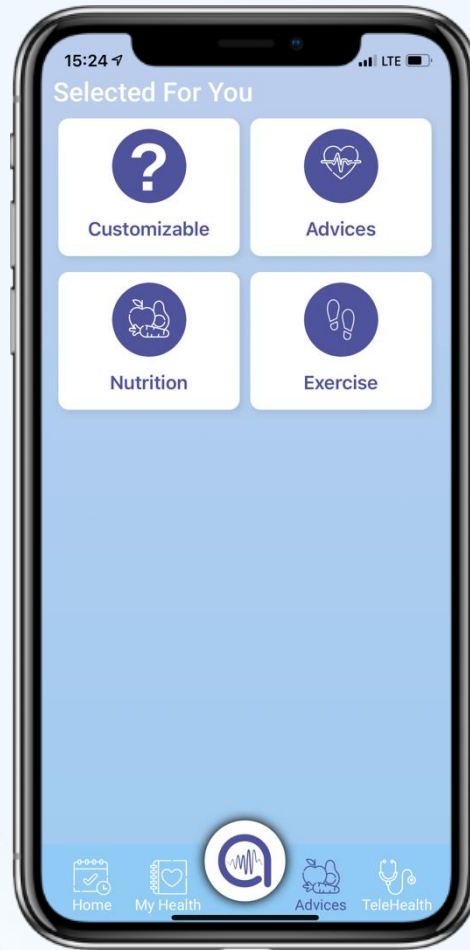 15:24 LTE
Selected For You
?
Customizable
Advices
Nutrition
Exercise
Home
My Health
a
Advices
TeleHealth